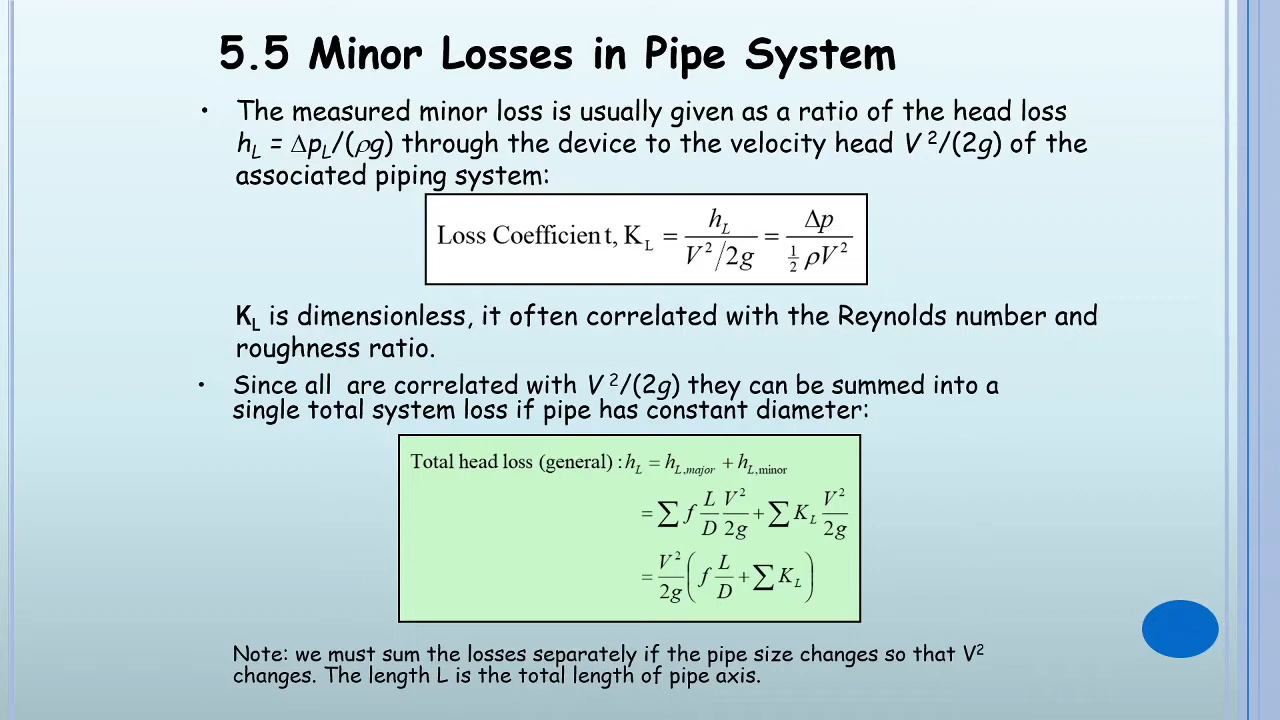 5.5 Minor Losses in Pipe System
• The measured minor loss is usually given as a ratio of the head loss
h_L = ∆p_L/(ρg) through the device to the velocity head V²/(2g) of the
associated piping system:
Loss Coefficient, K_L = h_L / (V²/2g) = ∆p / (½ ρV²)
K_L is dimensionless, it often correlated with the Reynolds number and
roughness ratio.
• Since all are correlated with V²/(2g) they can be summed into a
single total system loss if pipe has constant diameter:
Total head loss (general) : h_L = h_L,major + h_L,minor
= ∑ f (L/D) (V²/2g) + ∑ K_L (V²/2g)
= (V²/2g) ( f (L/D) + ∑ K_L )
Note: we must sum the losses separately if the pipe size changes so that V²
changes. The length L is the total length of pipe axis.